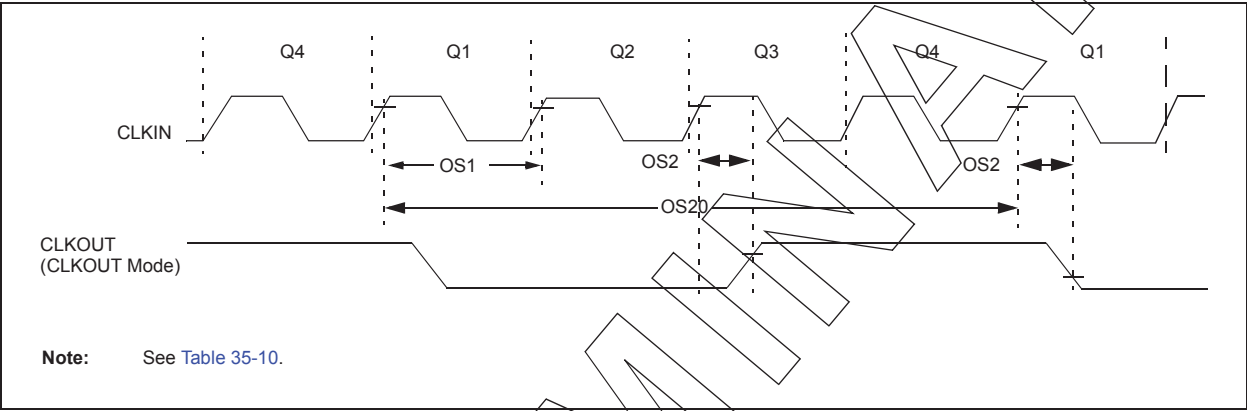 Q4 Q1 Q2 Q3 Q4 Q1
CLKIN
OS1 OS2 OS2
OS20
CLKOUT
(CLKOUT Mode)
Note: See Table 35-10.